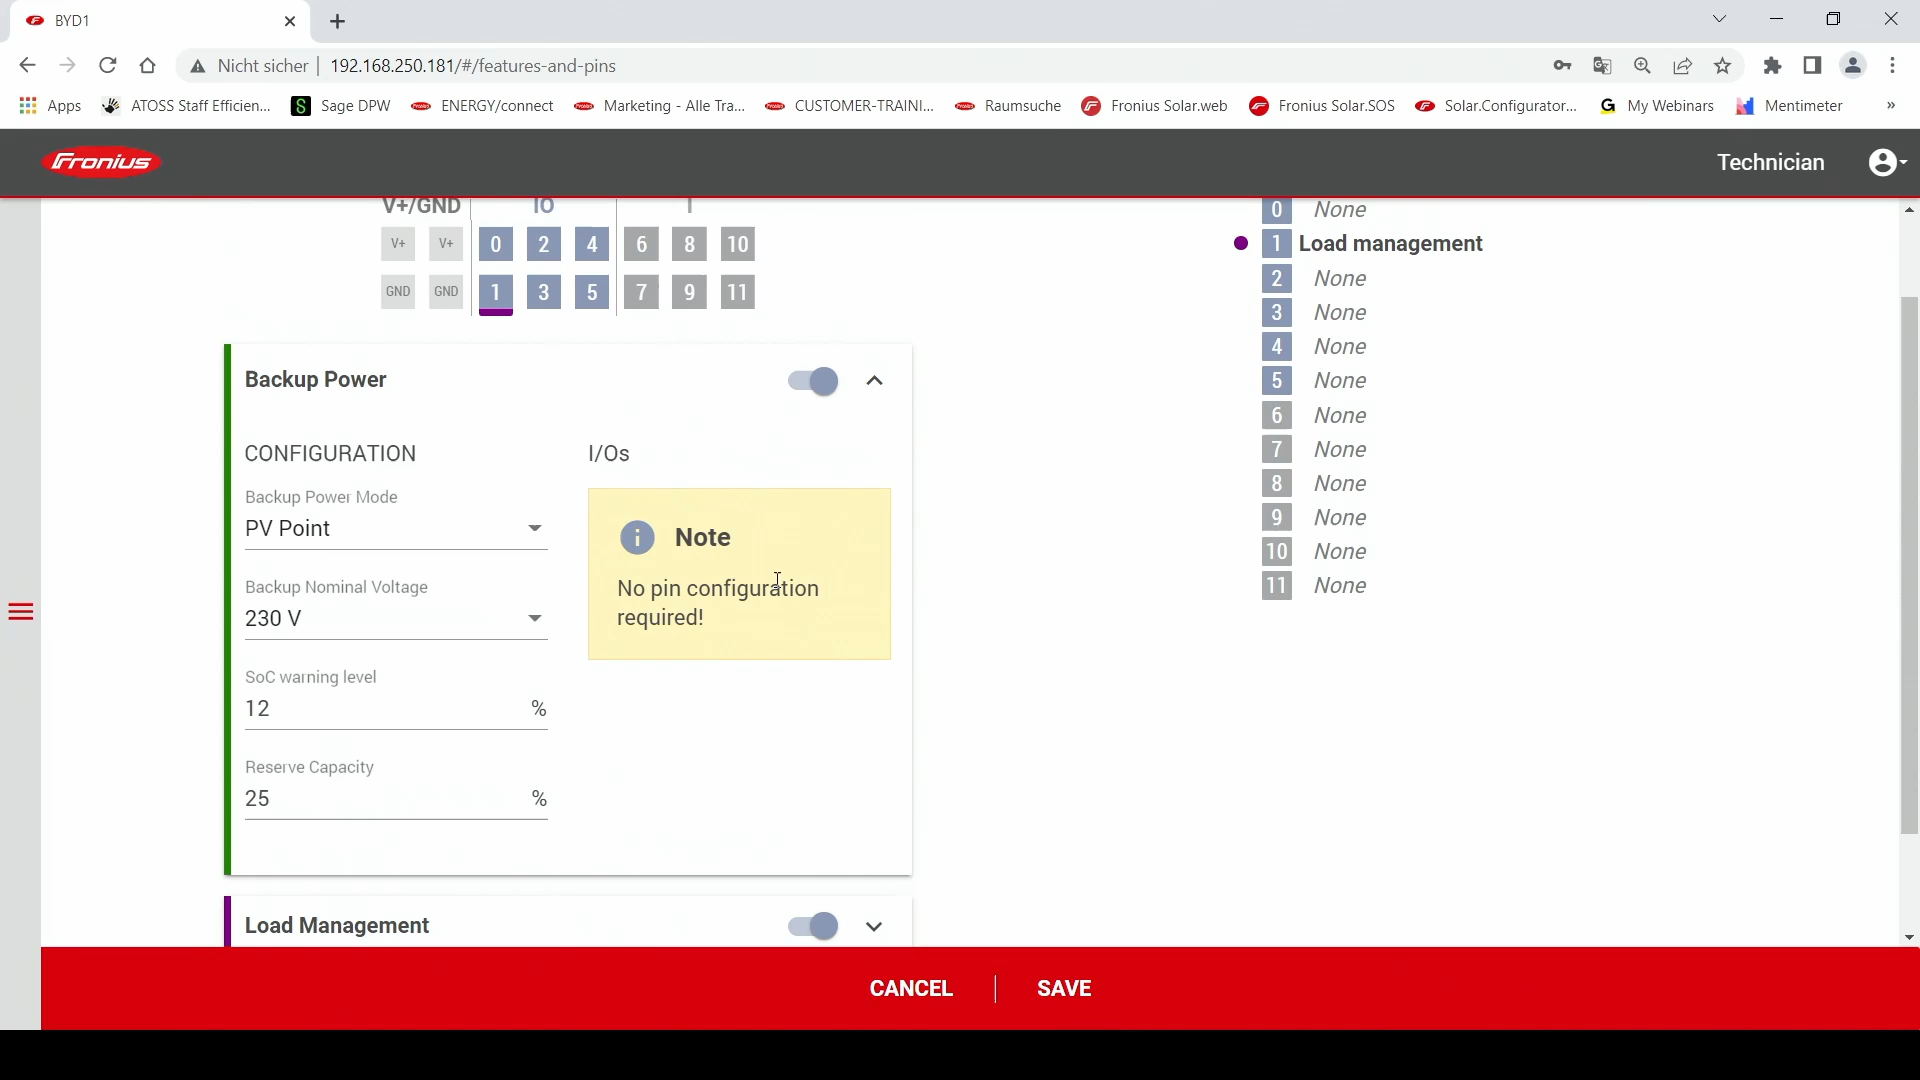 BYD1
Nicht sicher | 192.168.250.181/#/features-and-pins
Apps ATOSS Staff Efficien... Sage DPW ENERGY/connect Marketing - Alle Tra... CUSTOMER-TRAINI... Raumsuche Fronius Solar.web Fronius Solar.SOS Solar.Configurator... My Webinars Mentimeter »
Fronius Technician
V+/GND IO I
V+ V+ 0 2 4 6 8 10
GND GND 1 3 5 7 9 11
0 None
1 Load management
2 None
3 None
4 None
5 None
6 None
7 None
8 None
9 None
10 None
11 None
Backup Power
CONFIGURATION
Backup Power Mode
PV Point
Backup Nominal Voltage
230 V
SoC warning level
12 %
Reserve Capacity
25 %
I/Os
Note
No pin configuration
required!
Load Management
CANCEL | SAVE